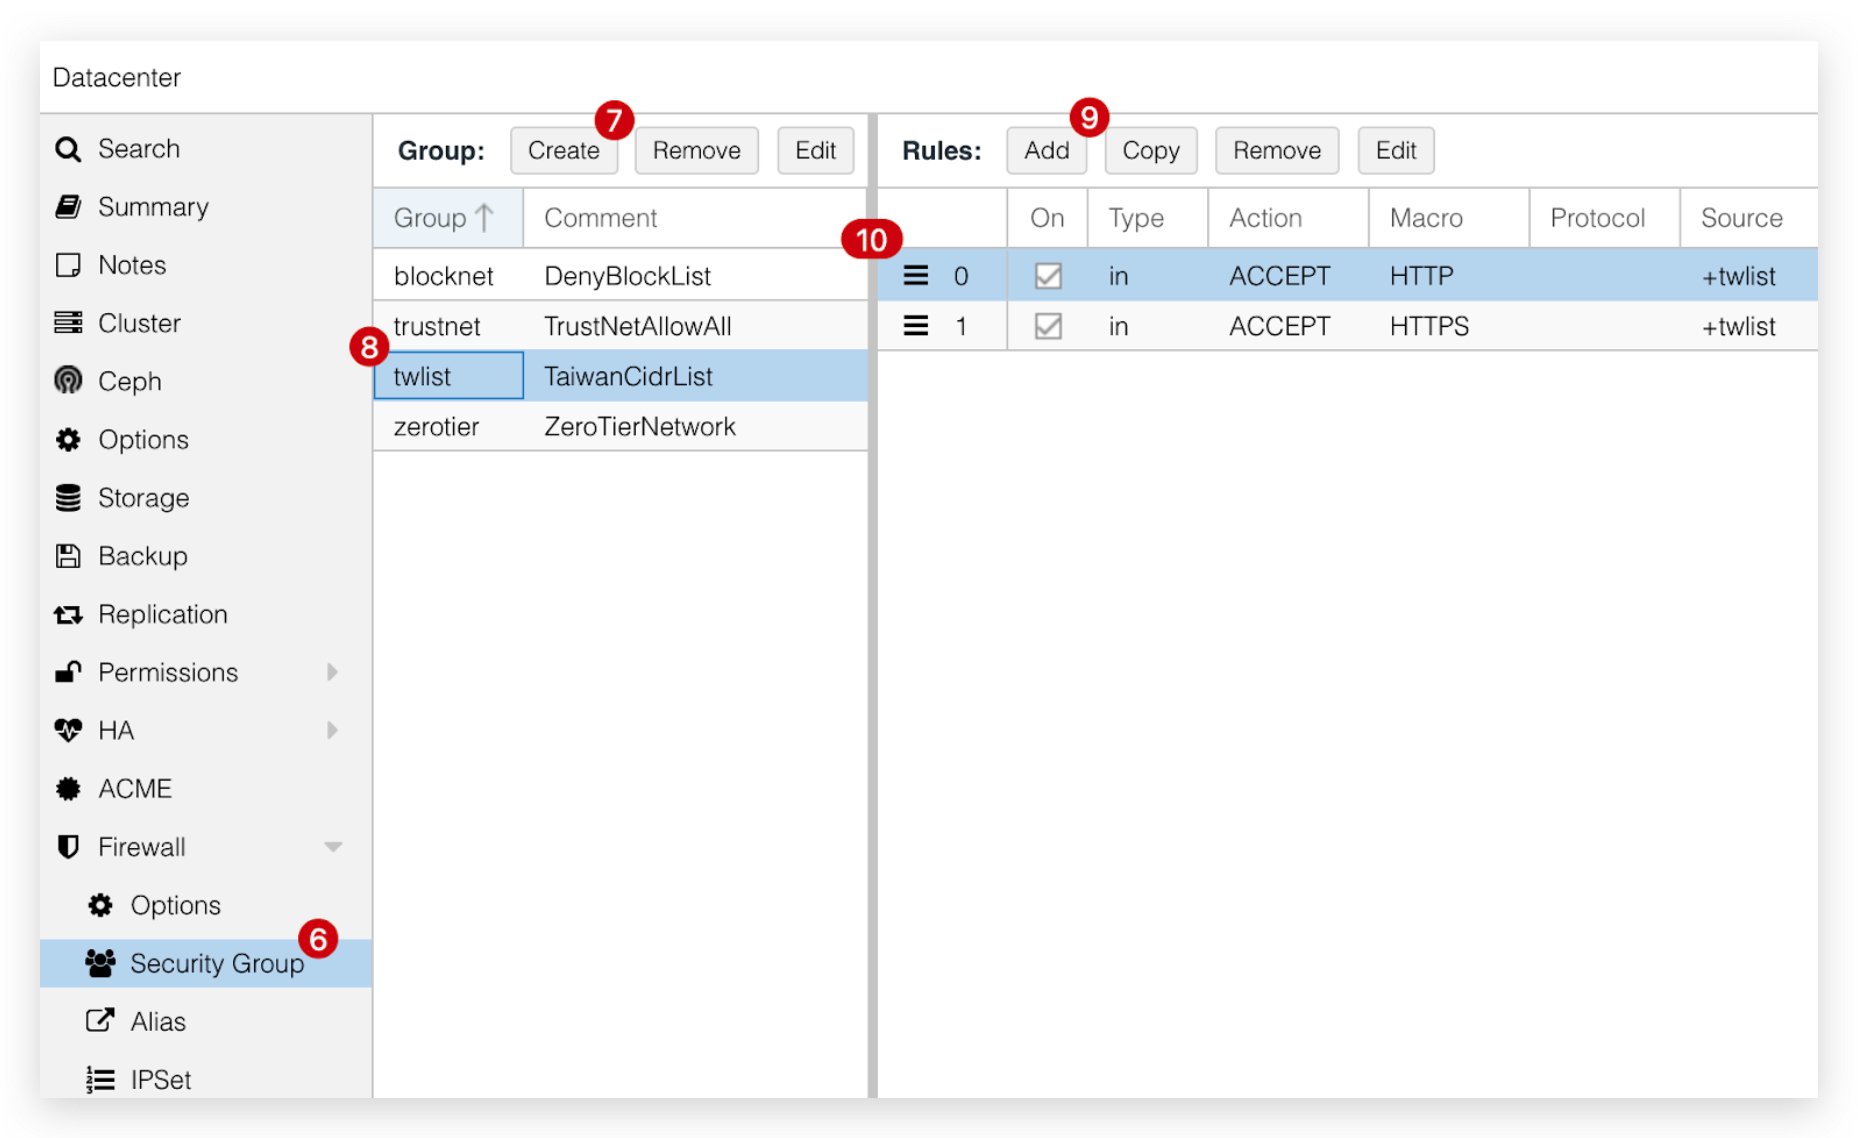 Datacenter
Search
Summary
Notes
Cluster
Ceph
Options
Storage
Backup
Replication
Permissions
HA
ACME
Firewall
Options
6
Security Group
Alias
IPSet
7
Group: Create Remove Edit
Group Comment
blocknet DenyBlockList
trustnet TrustNetAllowAll
8
twlist TaiwanCidrList
zerotier ZeroTierNetwork
9
Rules: Add Copy Remove Edit
On Type Action Macro Protocol Source
10
0 in ACCEPT HTTP +twlist
1 in ACCEPT HTTPS +twlist